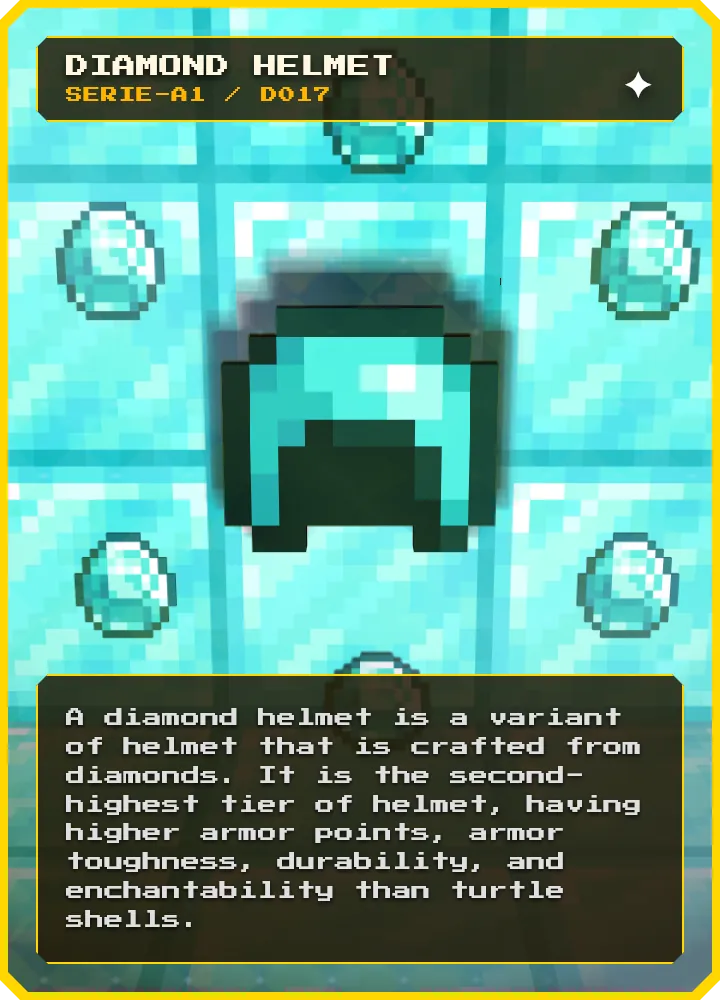 DIAMOND HELMET
SERIE-A1 / D017
A diamond helmet is a variant
of helmet that is crafted from
diamonds. It is the second-
highest tier of helmet, having
higher armor points, armor
toughness, durability, and
enchantability than turtle
shells.